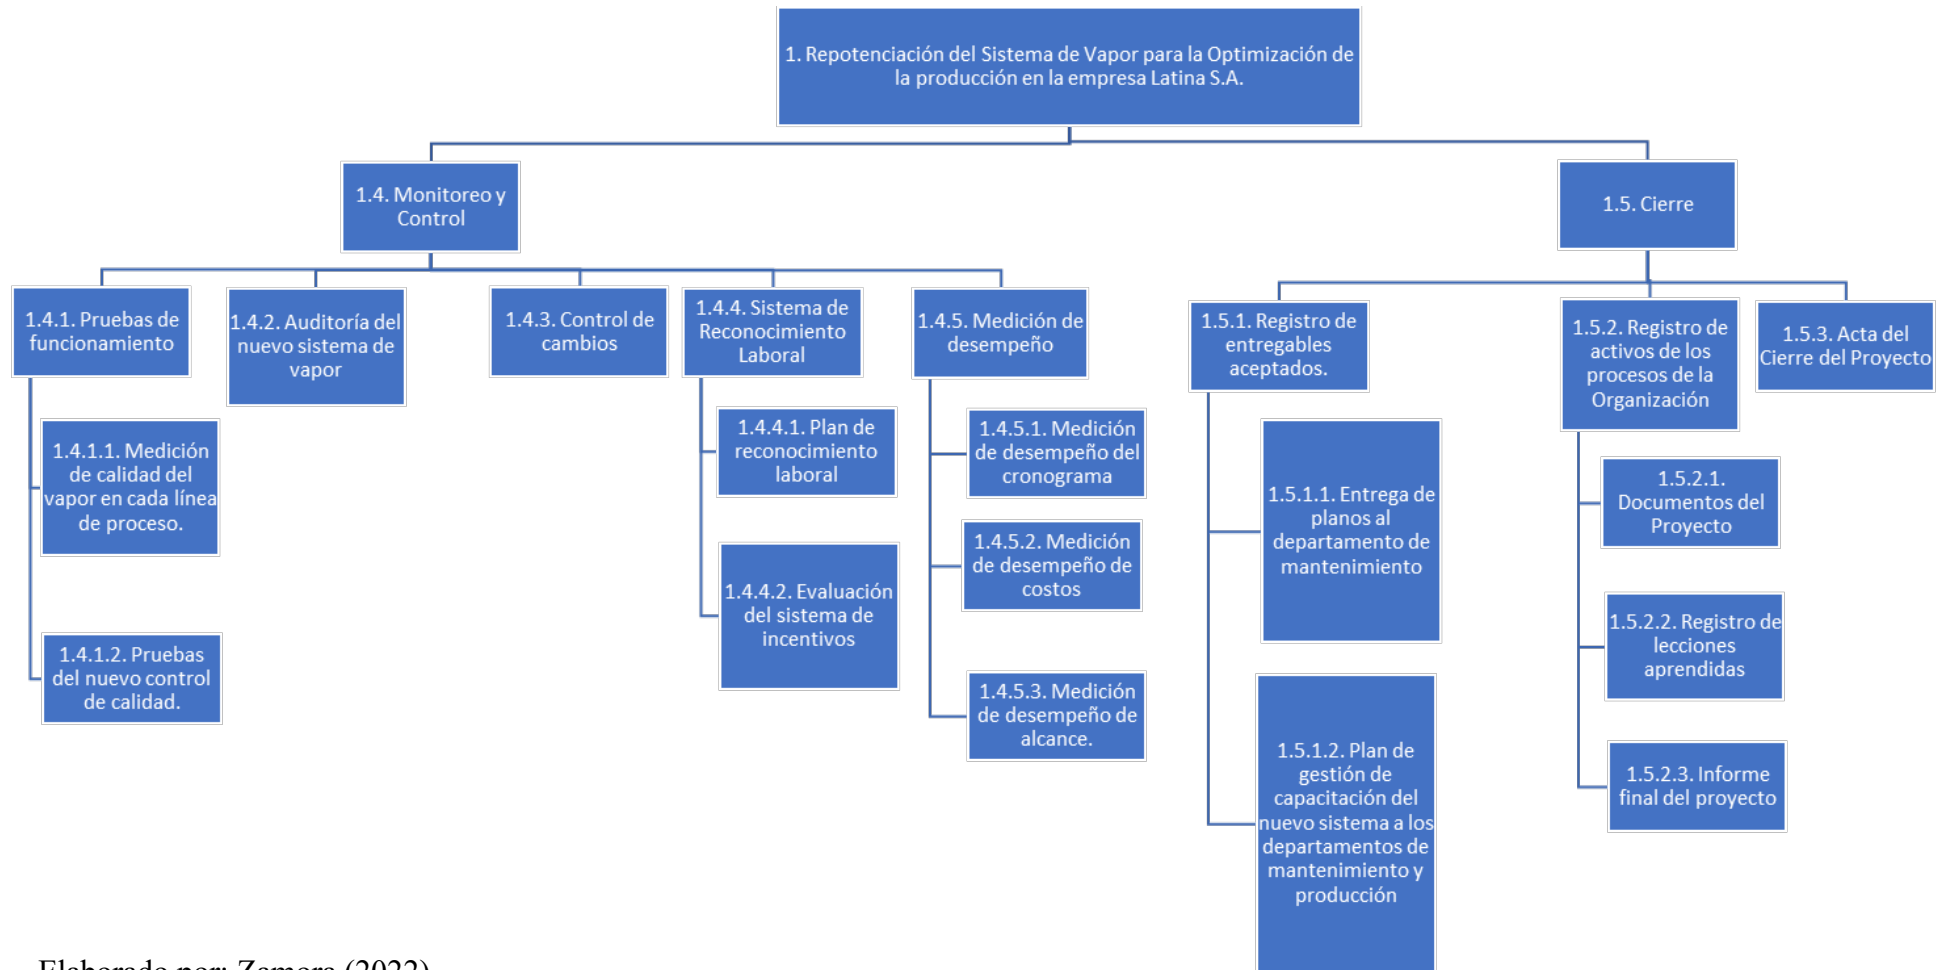 1. Repotenciación del Sistema de Vapor para la Optimización de
la producción en la empresa Latina S.A.
1.4. Monitoreo y
Control
1.5. Cierre
1.4.1. Pruebas de
funcionamiento
1.4.2. Auditoría del
nuevo sistema de
vapor
1.4.3. Control de
cambios
1.4.4. Sistema de
Reconocimiento
Laboral
1.4.5. Medición de
desempeño
1.5.1. Registro de
entregables
aceptados.
1.5.2. Registro de
activos de los
procesos de la
Organización
1.5.3. Acta del
Cierre del Proyecto
1.4.1.1. Medición
de calidad del
vapor en cada línea
de proceso.
1.4.1.2. Pruebas
del nuevo control
de calidad.
1.4.4.1. Plan de
reconocimiento
laboral
1.4.4.2. Evaluación
del sistema de
incentivos
1.4.5.1. Medición
de desempeño del
cronograma
1.4.5.2. Medición
de desempeño de
costos
1.4.5.3. Medición
de desempeño de
alcance.
1.5.1.1. Entrega de
planos al
departamento de
mantenimiento
1.5.1.2. Plan de
gestión de
capacitación del
nuevo sistema a los
departamentos de
mantenimiento y
producción
1.5.2.1.
Documentos del
Proyecto
1.5.2.2. Registro de
lecciones
aprendidas
1.5.2.3. Informe
final del proyecto
Elaborado por: Zamora (2022)